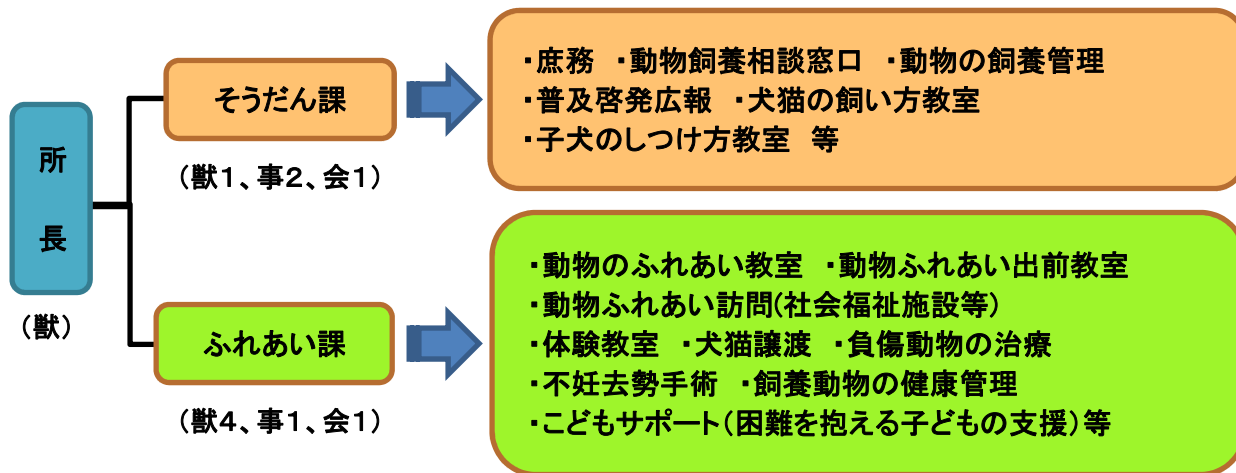 所
長
(獣)
そうだん課
(獣1、事2、会1)
・庶務 ・動物飼養相談窓口 ・動物の飼養管理
・普及啓発広報 ・犬猫の飼い方教室
・子犬のしつけ方教室 等
ふれあい課
(獣4、事1、会1)
・動物のふれあい教室 ・動物ふれあい出前教室
・動物ふれあい訪問(社会福祉施設等)
・体験教室 ・犬猫譲渡 ・負傷動物の治療
・不妊去勢手術 ・飼養動物の健康管理
・こどもサポート(困難を抱える子どもの支援)等